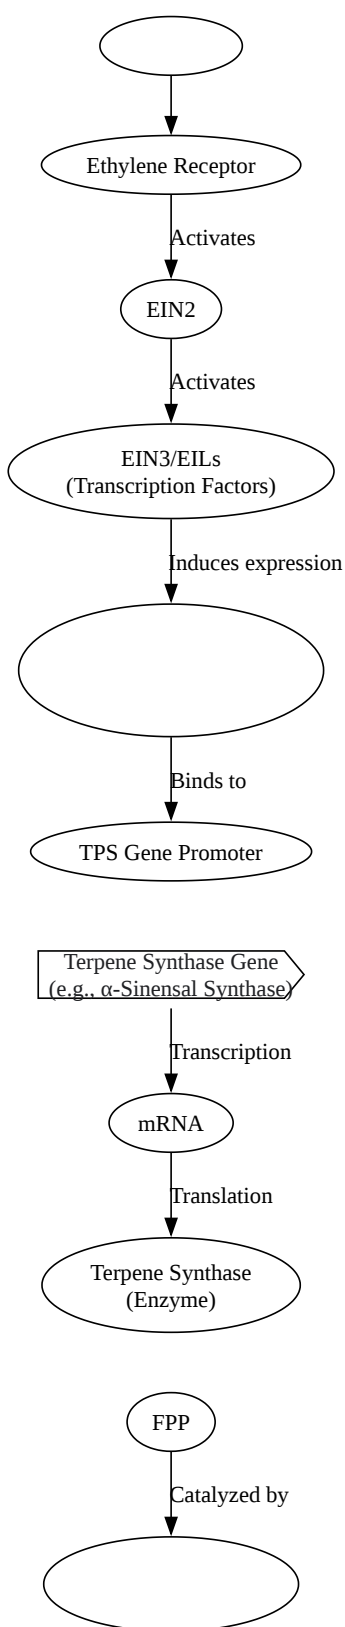 Ethylene Receptor
Activates
EIN2
Activates
EIN3/EILs
(Transcription Factors)
Induces expression
Binds to
TPS Gene Promoter
Terpene Synthase Gene
(e.g., α-Sinensal Synthase)
Transcription
mRNA
Translation
Terpene Synthase
(Enzyme)
FPP
Catalyzed by